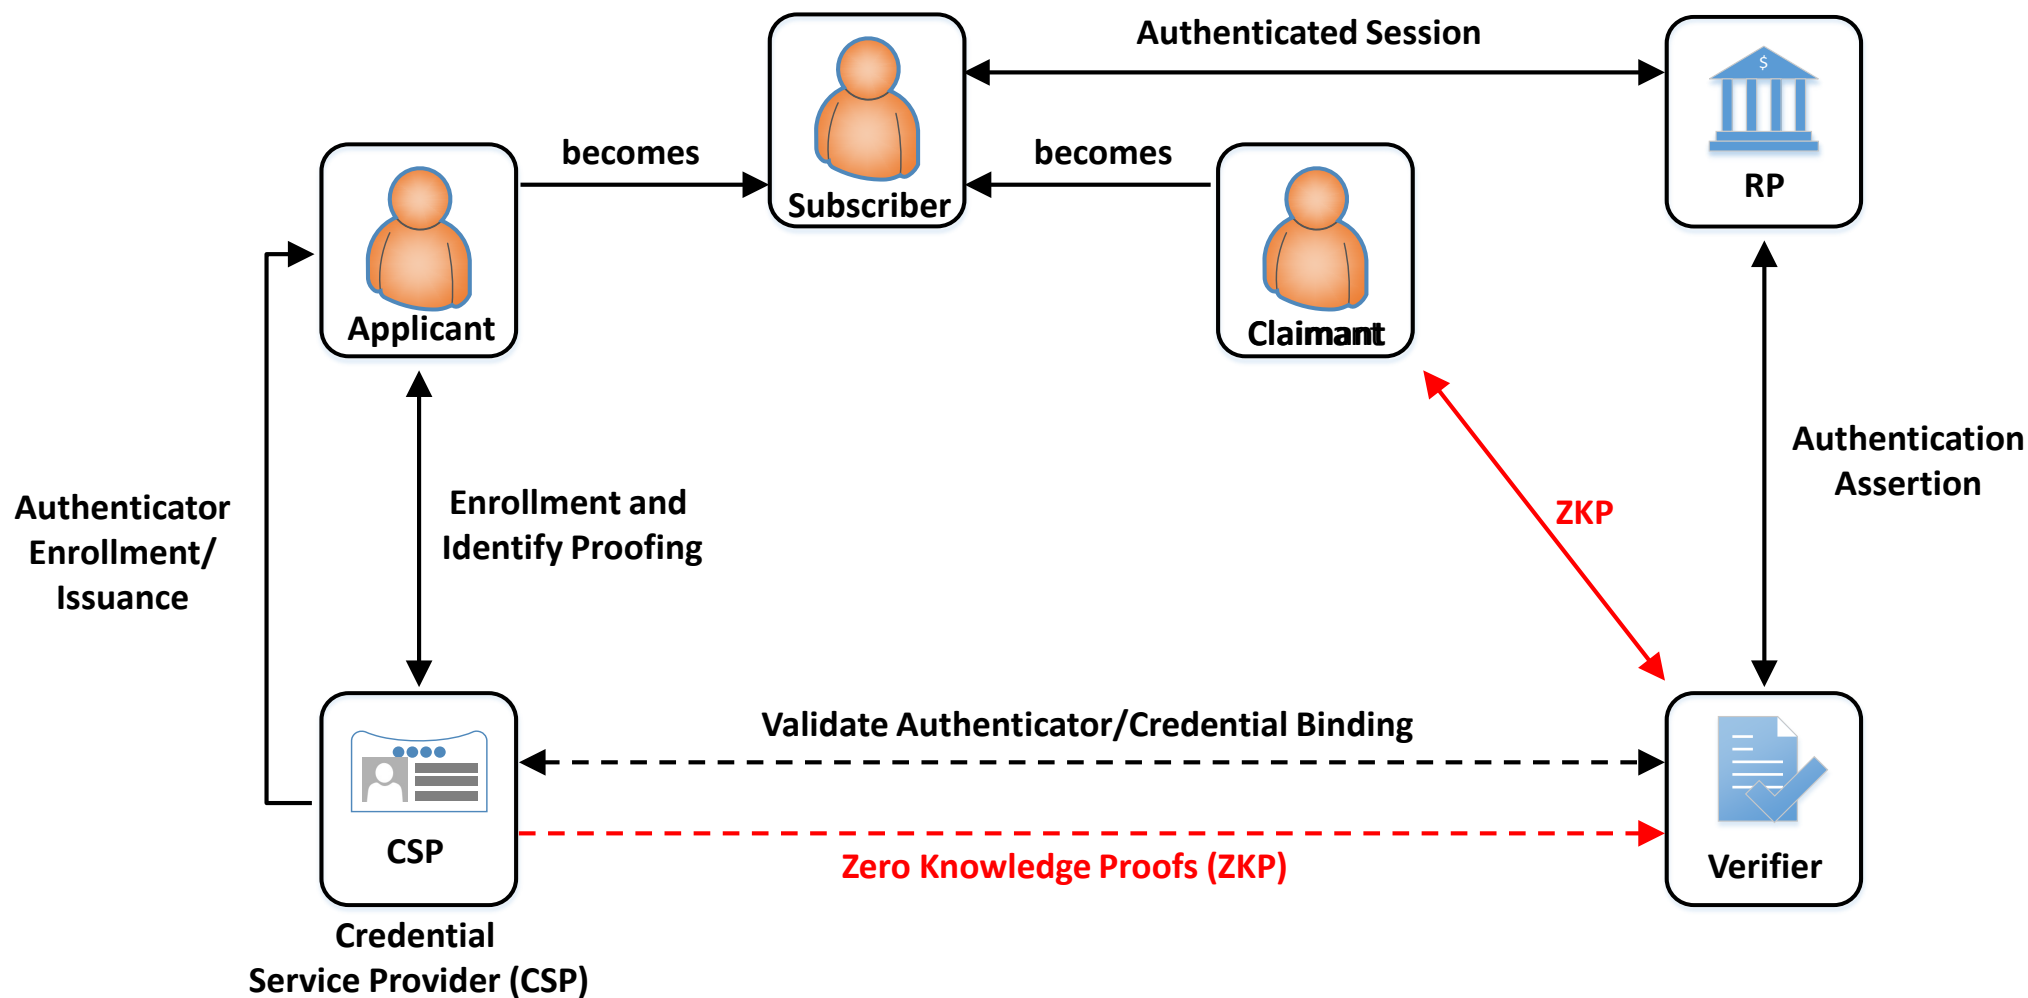 Authenticated Session
$
becomes
becomes
Subscriber
RP
Applicant
Claimant
Authenticator
Enrollment/
Issuance
Enrollment and
Identify Proofing
ZKP
Authentication
Assertion
Validate Authenticator/Credential Binding
CSP
Zero Knowledge Proofs (ZKP)
Verifier
Credential
Service Provider (CSP)